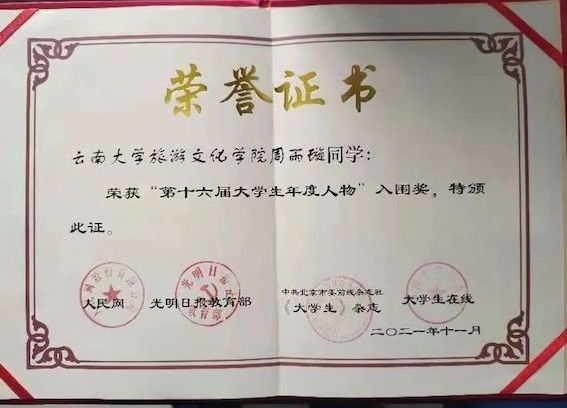 荣誉证书
云南大学旅游文化学院周雨璇同学：
荣获“第十六届大学生年度人物”入围奖，特颁
此证。
人民网
光明日报教育部
中共北京市委前线杂志社
《大学生》杂志
大学生在线
二〇二一年十一月